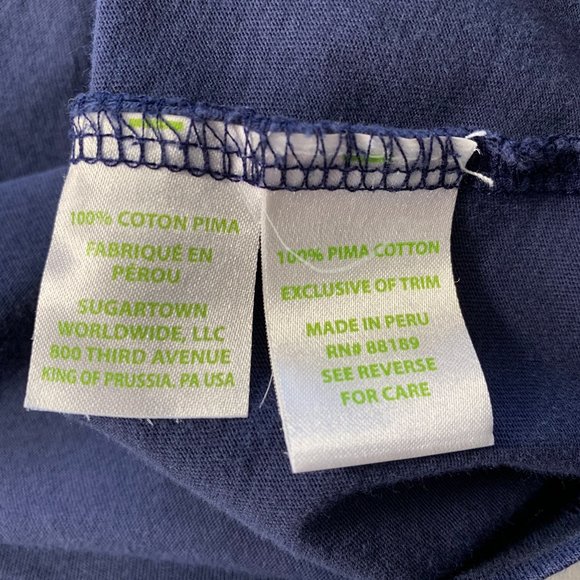 100% COTON PIMA
FABRIQUÉ EN
PÉROU
SUGARTOWN
WORLDWIDE, LLC
800 THIRD AVENUE
KING OF PRUSSIA, PA USA
100% PIMA COTTON
EXCLUSIVE OF TRIM
MADE IN PERU
RN# 88189
SEE REVERSE
FOR CARE